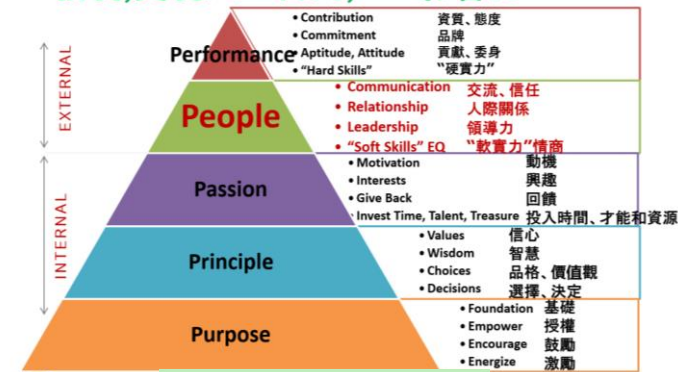 EXTERNAL
INTERNAL
Performance
• Contribution 資質、態度
• Commitment 品牌
• Aptitude, Attitude 貢獻、委身
• “Hard Skills” “硬實力”
People
• Communication 交流、信任
• Relationship 人際關係
• Leadership 領導力
• “Soft Skills” EQ “軟實力”情商
Passion
• Motivation 動機
• Interests 興趣
• Give Back 回饋
• Invest Time, Talent, Treasure 投入時間、才能和資源
Principle
• Values 信心
• Wisdom 智慧
• Choices 品格、價值觀
• Decisions 選擇、決定
Purpose
• Foundation 基礎
• Empower 授權
• Encourage 鼓勵
• Energize 激勵